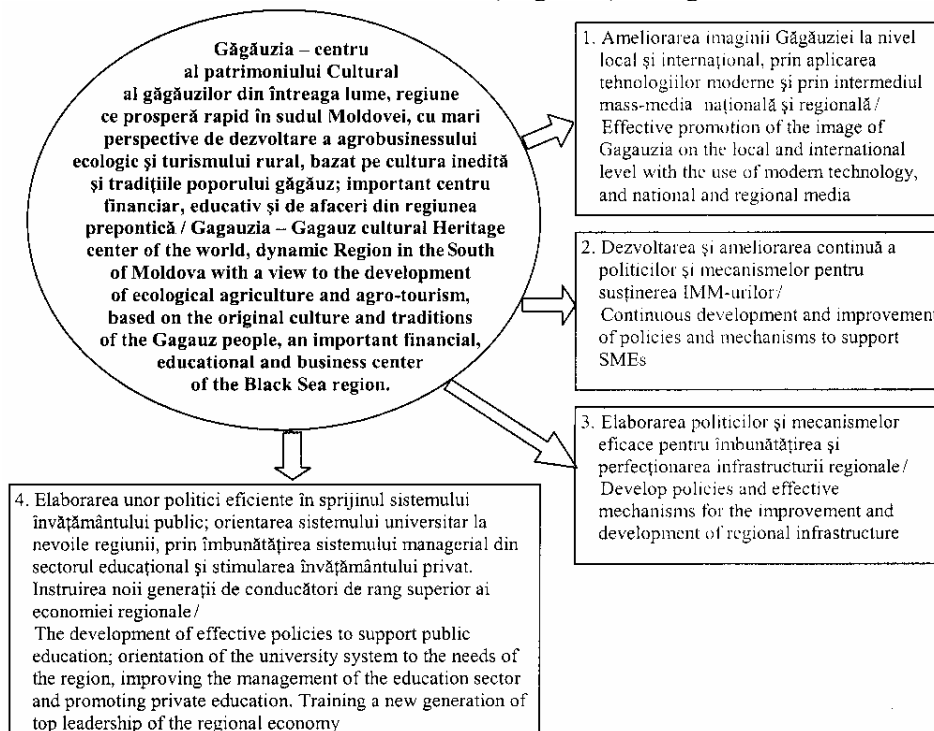 Găgăuzia – centru
al patrimoniului Cultural
al găgăuzilor din întreaga lume, regiune
ce prosperă rapid în sudul Moldovei, cu mari
perspective de dezvoltare a agrobusinessului
ecologic şi turismului rural, bazat pe cultura inedită
şi tradiţiile poporului găgăuz; important centru
financiar, educativ şi de afaceri din regiunea
prepontică / Gagauzia – Gagauz cultural Heritage
center of the world, dynamic Region in the South
of Moldova with a view to the development
of ecological agriculture and agro-tourism,
based on the original culture and traditions
of the Gagauz people, an important financial,
educational and business center
of the Black Sea region.
1. Ameliorarea imaginii Găgăuziei la nivel
local şi internaţional, prin aplicarea
tehnologiilor moderne şi prin intermediul
mass-media naţională şi regională /
Effective promotion of the image of
Gagauzia on the local and international
level with the use of modern technology,
and national and regional media
2. Dezvoltarea şi ameliorarea continuă a
politicilor şi mecanismelor pentru
susţinerea IMM-urilor /
Continuous development and improvement
of policies and mechanisms to support
SMEs
3. Elaborarea politicilor şi mecanismelor
eficace pentru îmbunătăţirea şi
perfecţionarea infrastructurii regionale /
Develop policies and effective
mechanisms for the improvement and
development of regional infrastructure
4. Elaborarea unor politici eficiente în sprijinul sistemului
învăţământului public; orientarea sistemului universitar la
nevoile regiunii, prin îmbunătăţirea sistemului managerial din
sectorul educaţional şi stimularea învăţământului privat.
Instruirea noii generaţii de conducători de rang superior ai
economiei regionale /
The development of effective policies to support public
education; orientation of the university system to the needs of
the region, improving the management of the education sector
and promoting private education. Training a new generation of
top leadership of the regional economy